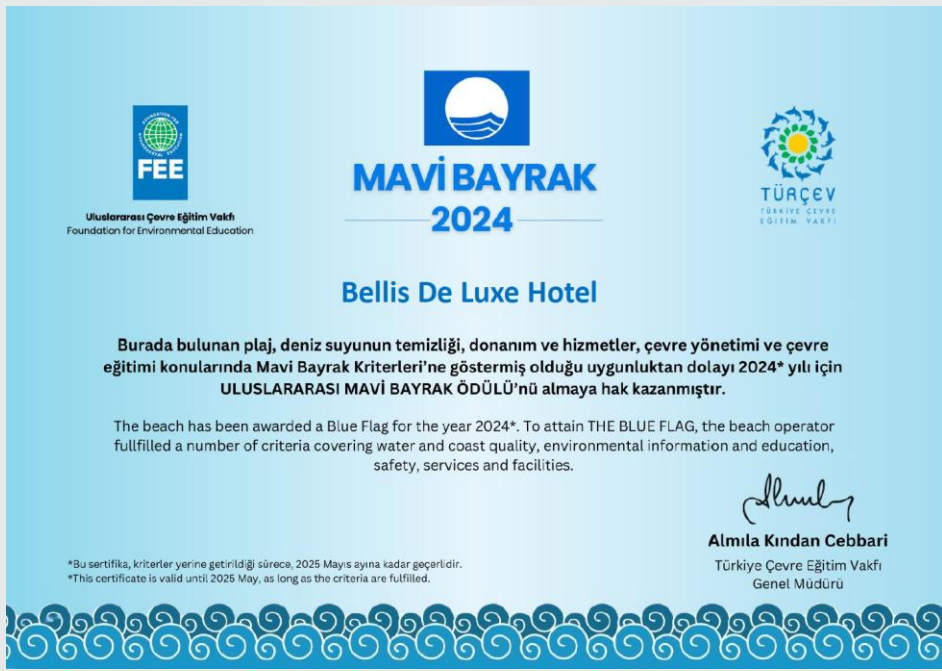 FOUNDATION FOR
ENVIRONMENTAL EDUCATION
FEE
Uluslararası Çevre Eğitim Vakfı
Foundation for Environmental Education
MAVİ BAYRAK
2024
TÜRÇEV
TÜRKİYE ÇEVRE
EĞİTİM VAKFI
Bellis De Luxe Hotel
Burada bulunan plaj, deniz suyunun temizliği, donanım ve hizmetler, çevre yönetimi ve çevre
eğitimi konularında Mavi Bayrak Kriterleri'ne göstermiş olduğu uygunluktan dolayı 2024* yılı için
ULUSLARARASI MAVİ BAYRAK ÖDÜLÜ'nü almaya hak kazanmıştır.
The beach has been awarded a Blue Flag for the year 2024*. To attain THE BLUE FLAG, the beach operator
fullfilled a number of criteria covering water and coast quality, environmental information and education,
safety, services and facilities.
Almıla Kından Cebbari
Türkiye Çevre Eğitim Vakfı
Genel Müdürü
*Bu sertifika, kriterler yerine getirildiği sürece, 2025 Mayıs ayına kadar geçerlidir.
*This certificate is valid until 2025 May, as long as the criteria are fulfilled.